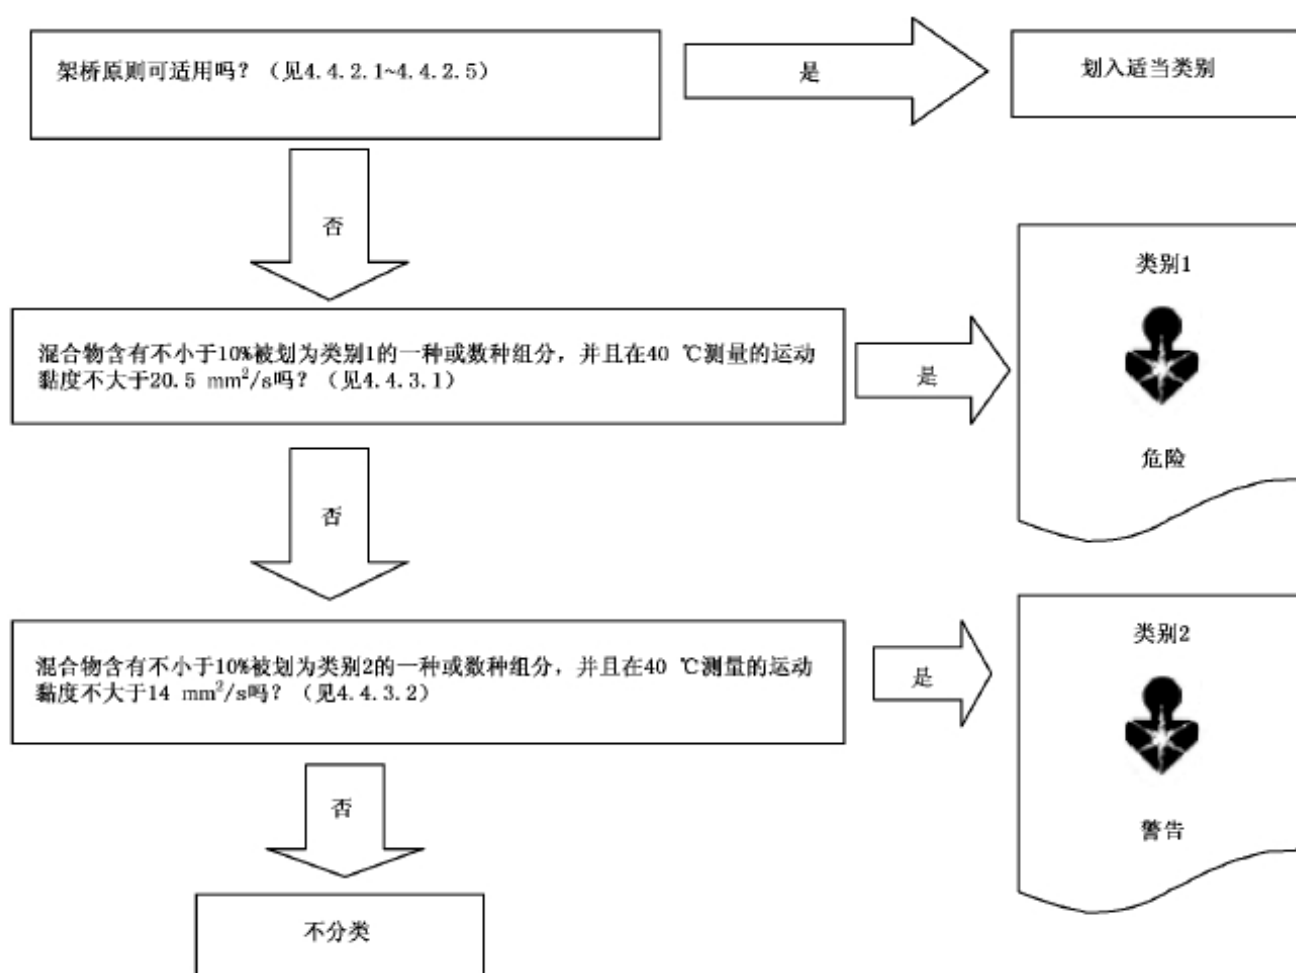 架桥原则可适用吗？（见4.4.2.1~4.4.2.5）
是
划入适当类别
否
混合物含有不小于10%被划为类别1的一种或数种组分，并且在40 ℃测量的运动
黏度不大于20.5 mm²/s吗？（见4.4.3.1）
是
类别1
危险
否
混合物含有不小于10%被划为类别2的一种或数种组分，并且在40 ℃测量的运动
黏度不大于14 mm²/s吗？（见4.4.3.2）
是
类别2
警告
否
不分类